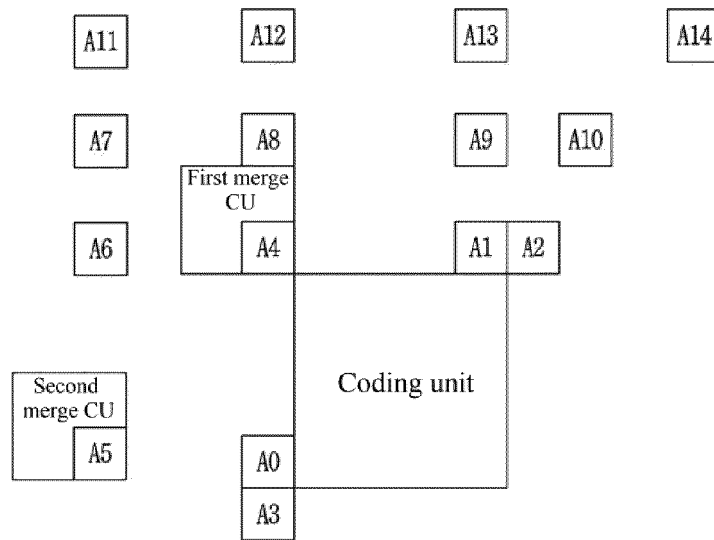 A11 A12 A13 A14
A7 A8 A9 A10
First merge
CU
A6 A4 A1 A2
Coding unit
Second
merge CU
A5 A0
A3